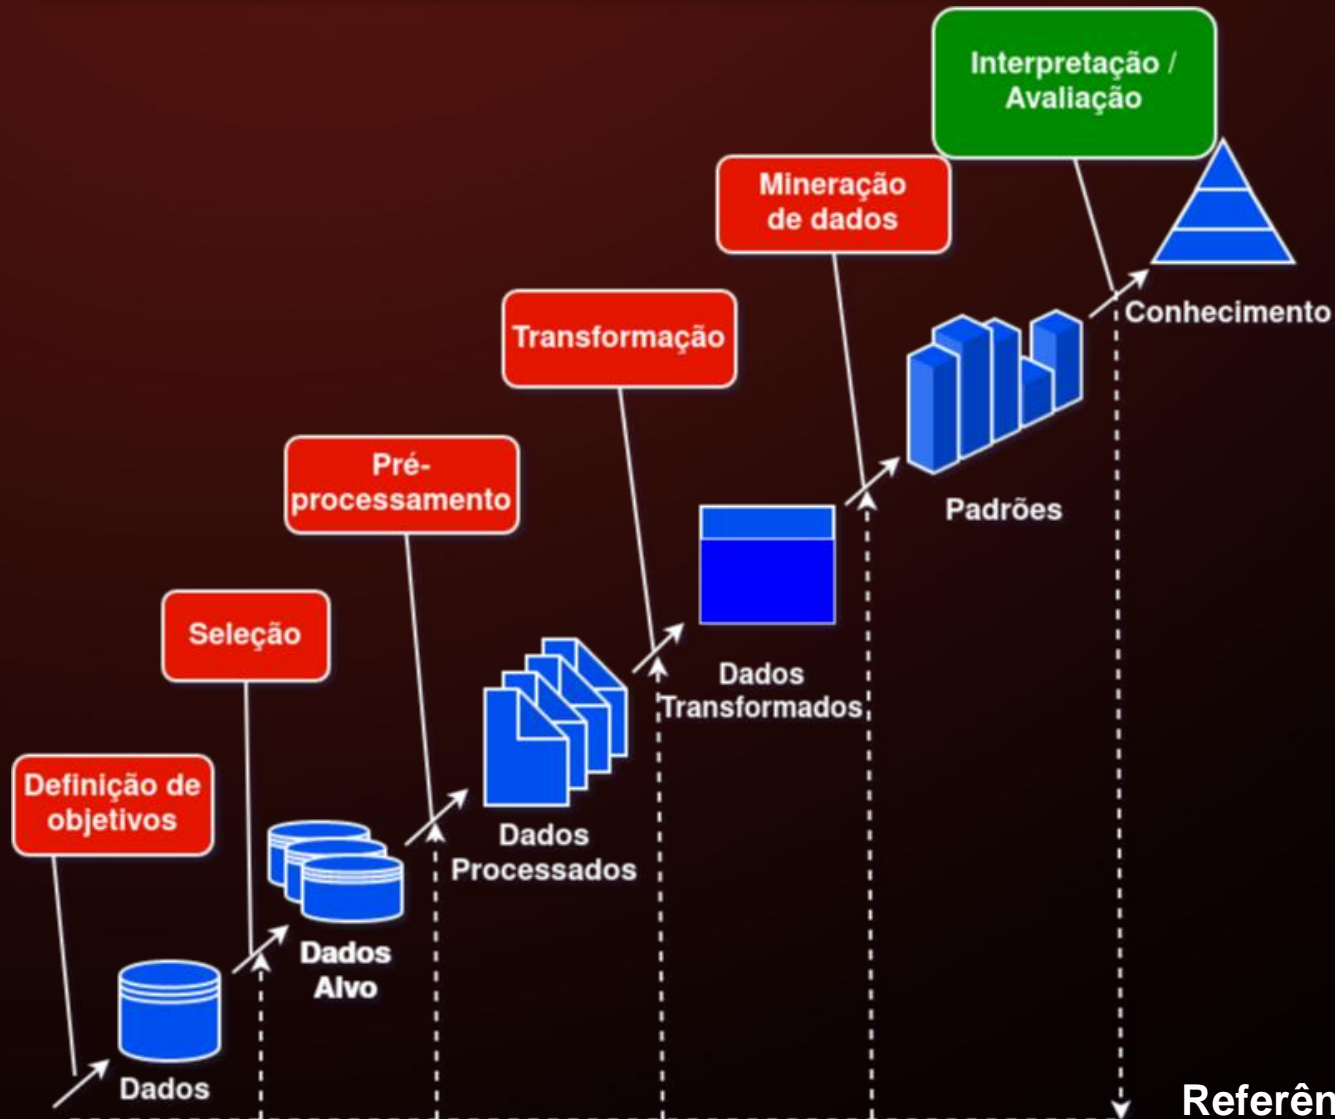 Interpretação /
Avaliação
Mineração
de dados
Conhecimento
Transformação
Pré-
processamento
Padrões
Seleção
Dados
Transformados
Definição de
objetivos
Dados
Processados
Dados
Alvo
Dados
Referên